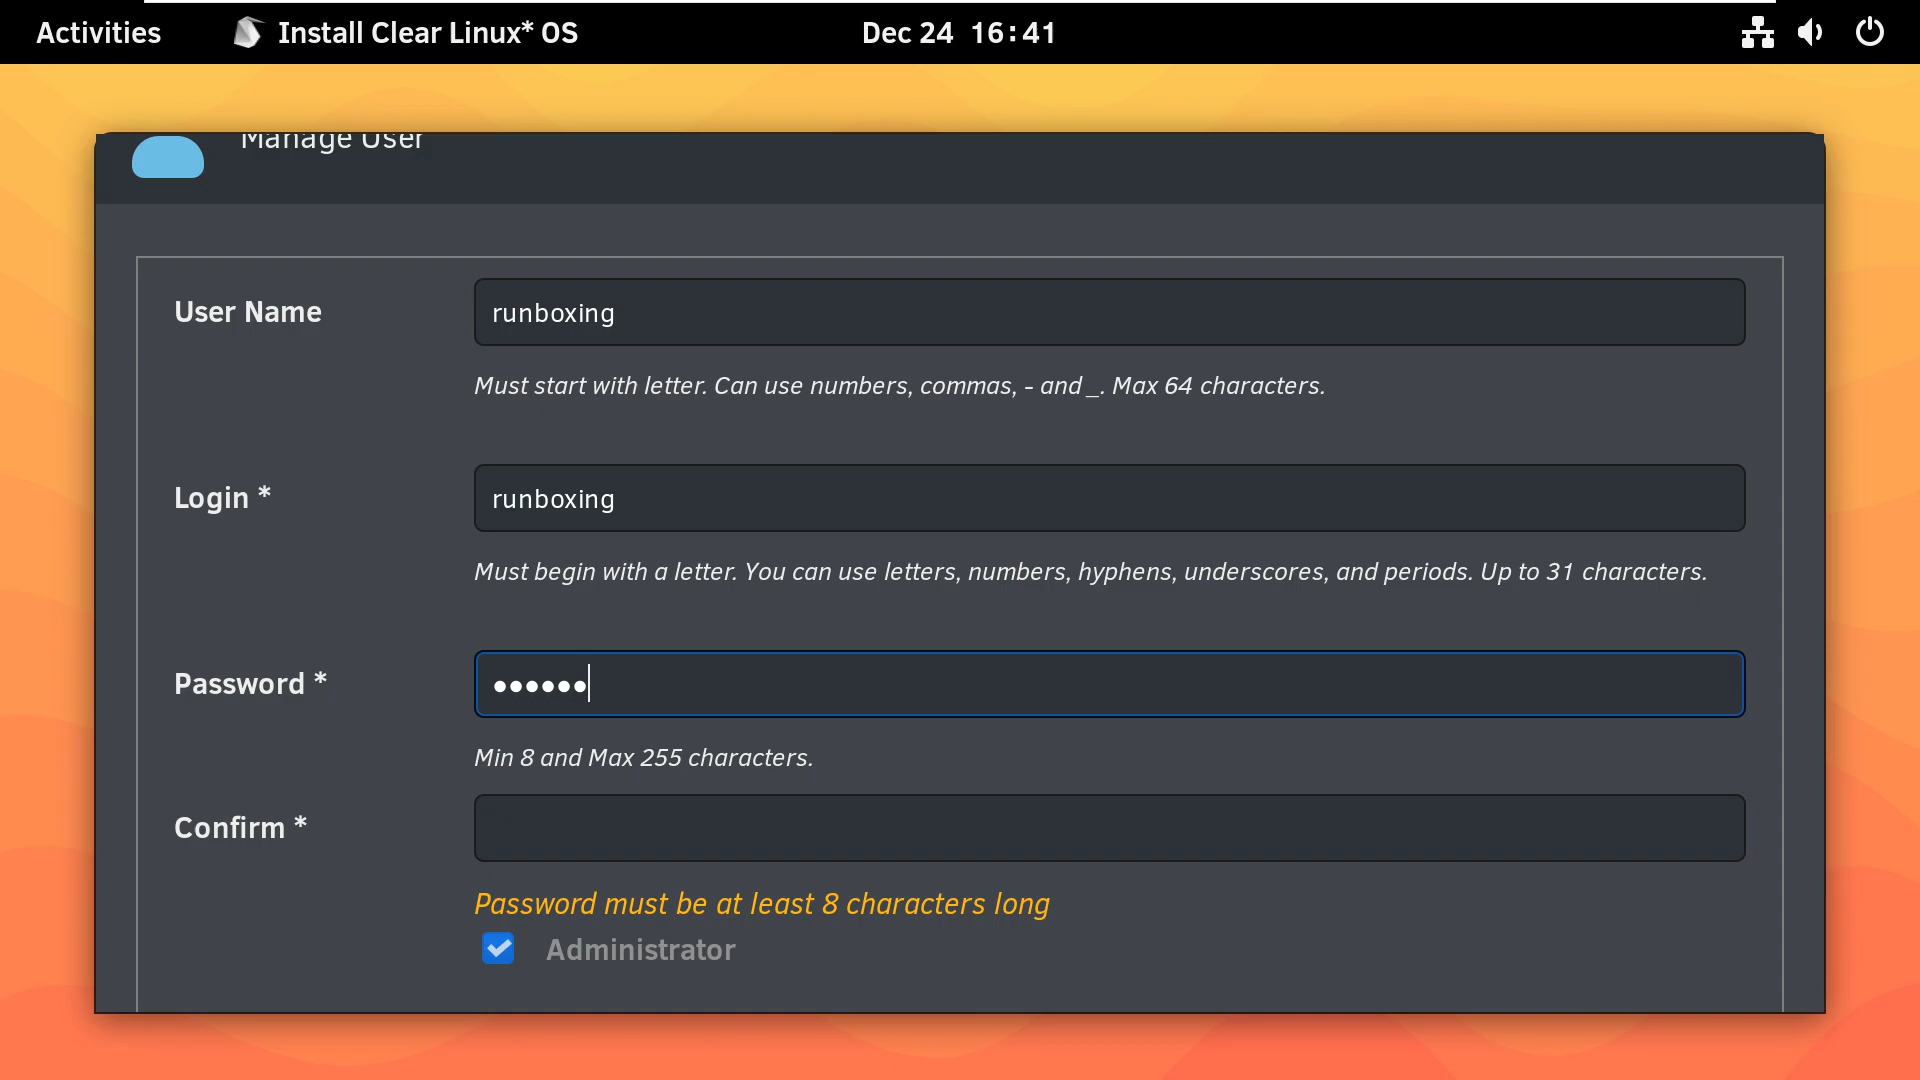 Activities Install Clear Linux* OS Dec 24 16:41
Manage User
User Name runboxing
Must start with letter. Can use numbers, commas, - and _. Max 64 characters.
Login * runboxing
Must begin with a letter. You can use letters, numbers, hyphens, underscores, and periods. Up to 31 characters.
Password * ●●●●●●
Min 8 and Max 255 characters.
Confirm *
Password must be at least 8 characters long
Administrator